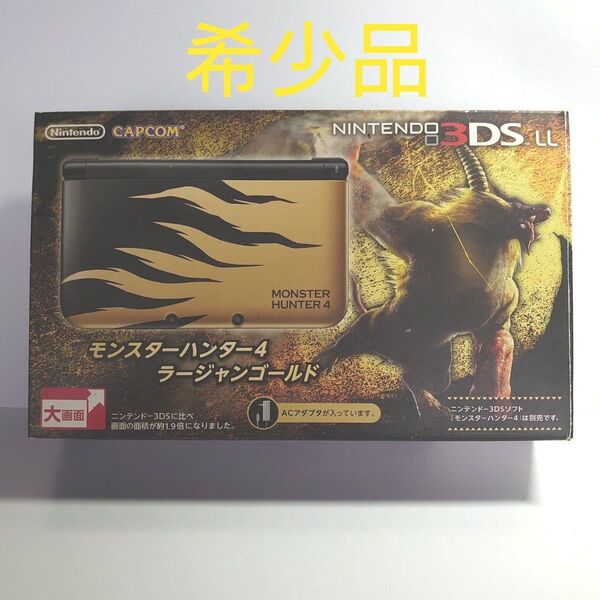 希少品
Nintendo
CAPCOM
NINTENDO 3DS LL
MONSTER
HUNTER 4
モンスターハンター4
ラージャンゴールド
大画面
ニンテンドー3DSに比べ
画面の面積が約1.9倍になりました。
ACアダプタが入っています。
ニンテンドー3DSソフト
「モンスターハンター4」は別売です。